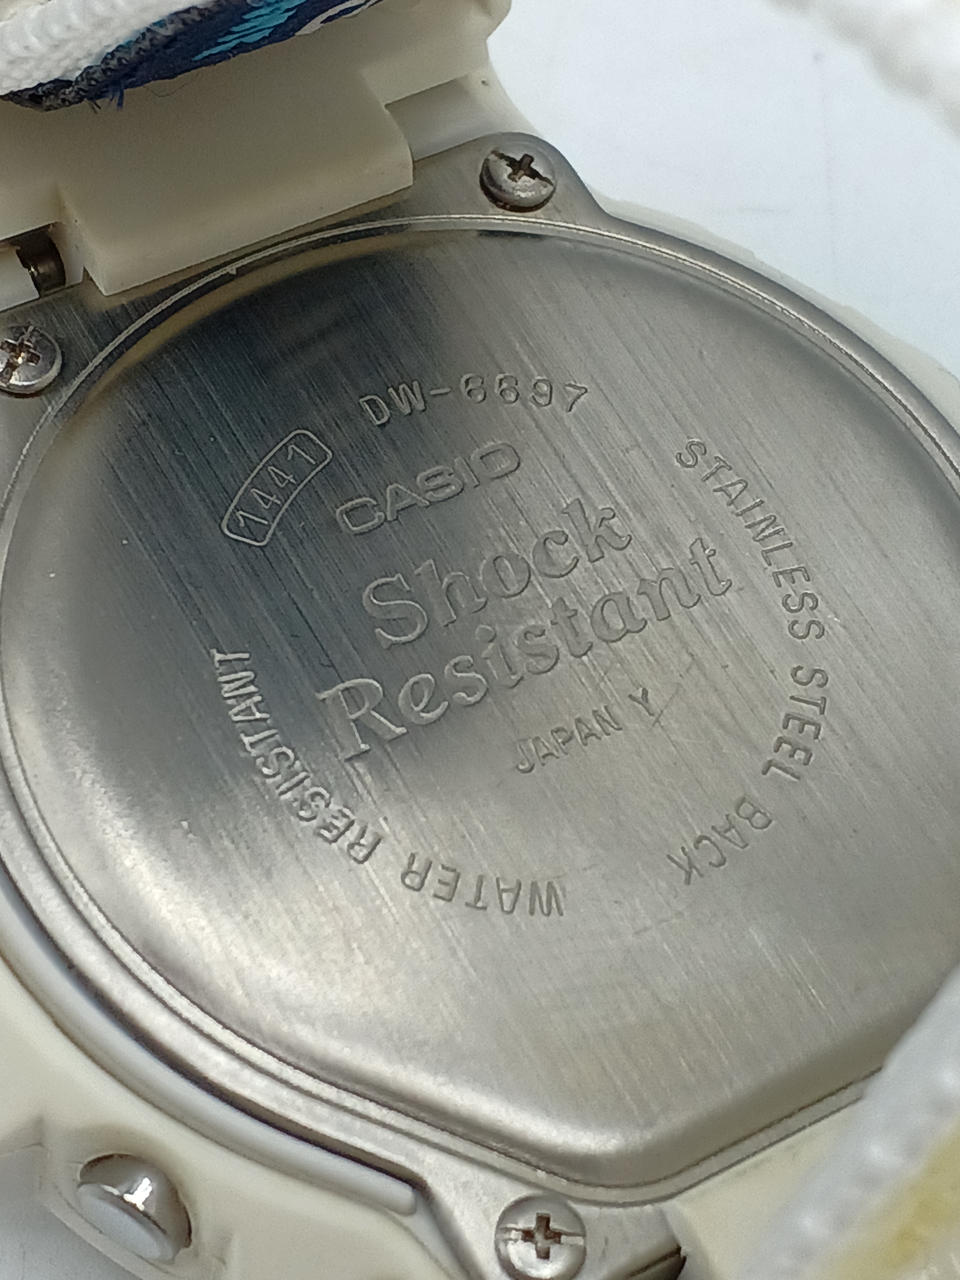 DW-6697
1441
CASIO
Shock
Resistant
JAPAN Y
STAINLESS STEEL BACK
WATER RESISTANT